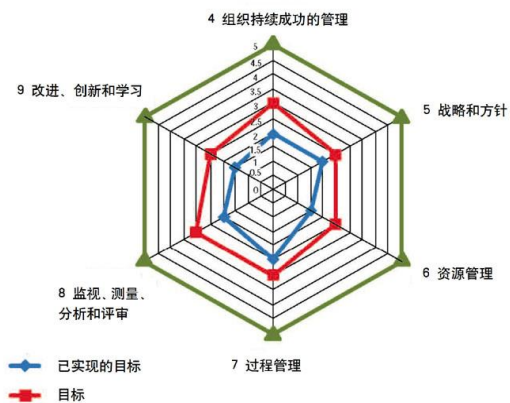 4 组织持续成功的管理
5
4.5
4
3.5
3
2.5
2
1.5
1
0.5
0
9 改进、创新和学习
5 战略和方针
6 资源管理
8 监视、测量、
分析和评审
7 过程管理
已实现的目标
目标